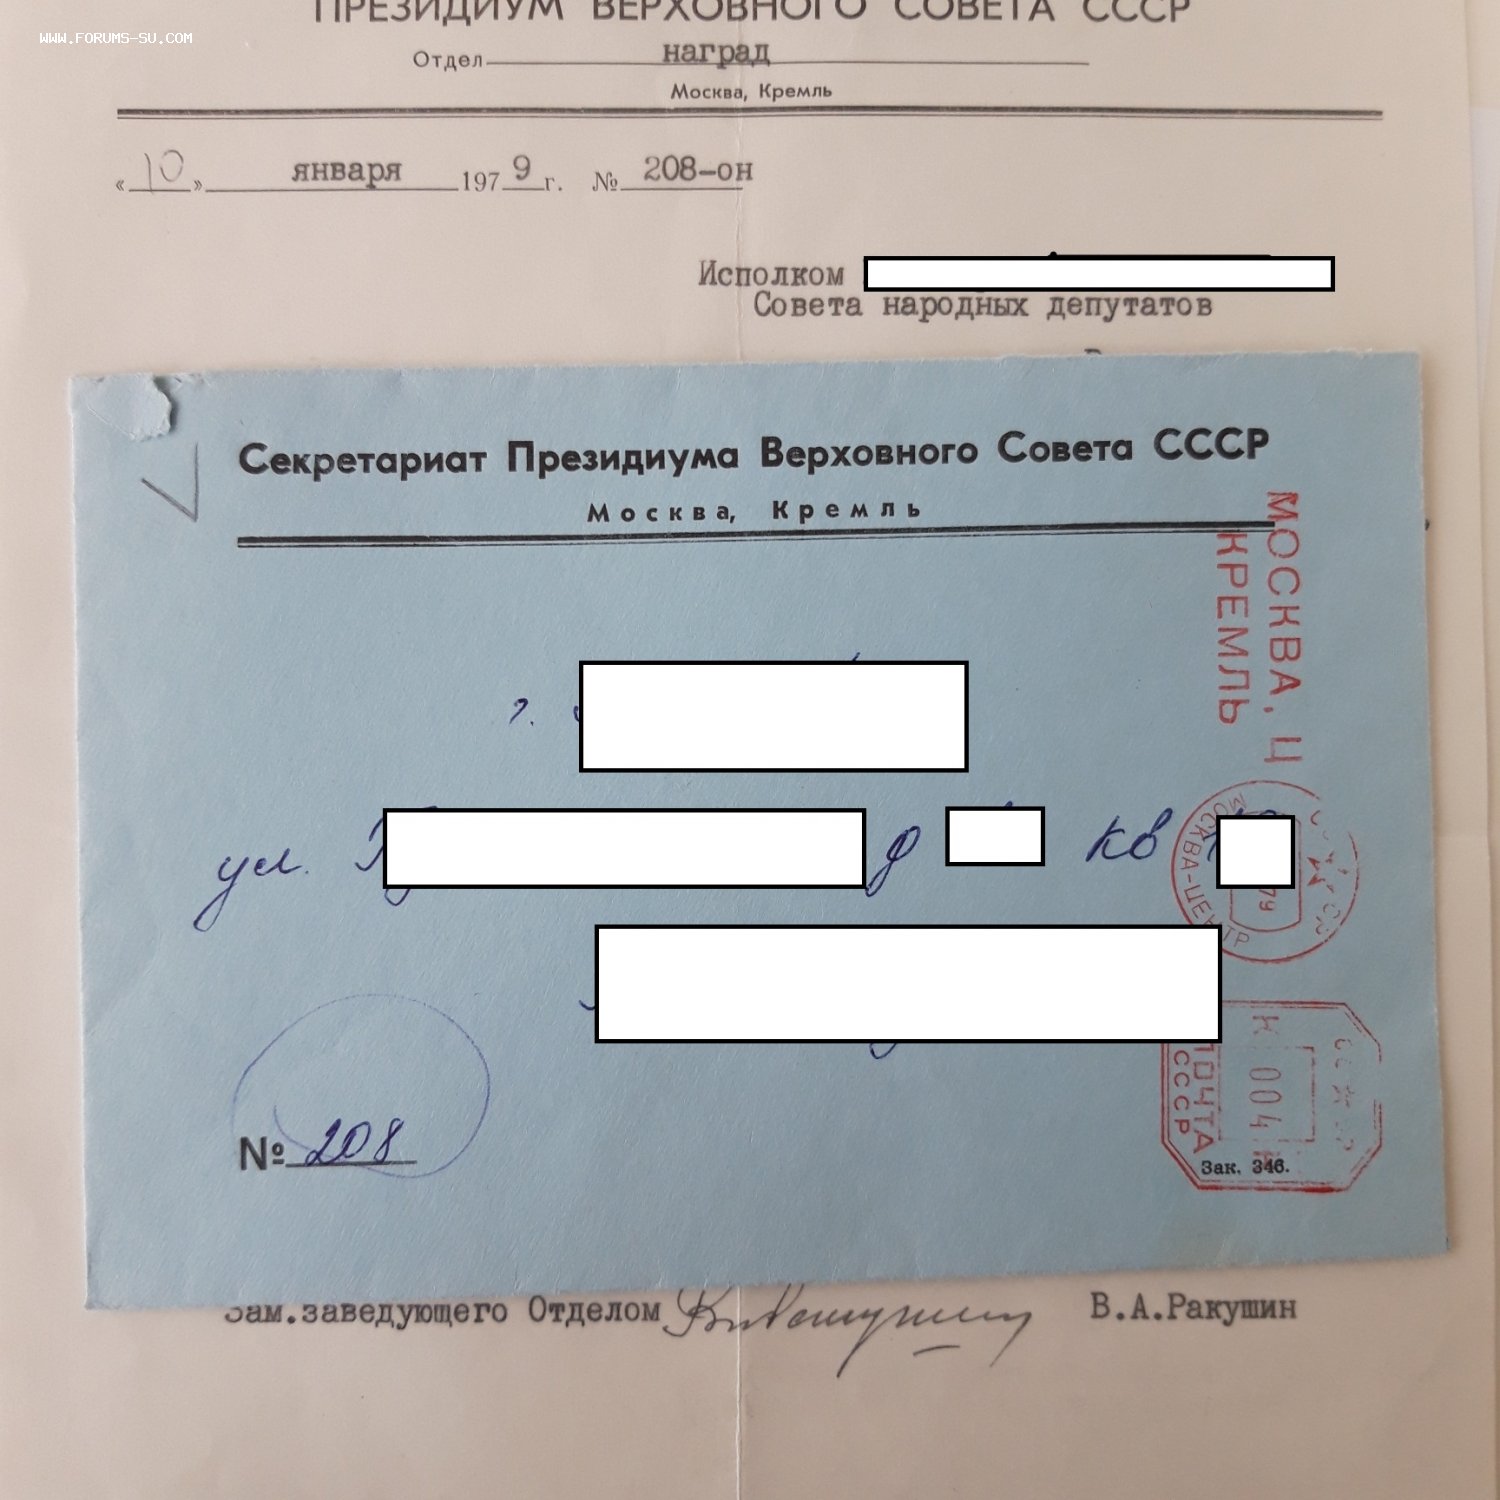 ПРЕЗИДИУМ ВЕРХОВНОГО СОВЕТА СССР
WWW.FORUMS-SU.COM
Отдел наград
Москва, Кремль
«10» января 1979 г. № 208-он
Исполком
Совета народных депутатов
Секретариат Президиума Верховного Совета СССР
Москва, Кремль
МОСКВА, Ц
КРЕМЛЬ
г.
ул. д кв
МОСКВА-ЦЕНТР
79
№ 208
К 004
ПОЧТА
СССР
Зак. 346.
Зам.заведующего Отделом В.А.Ракушин